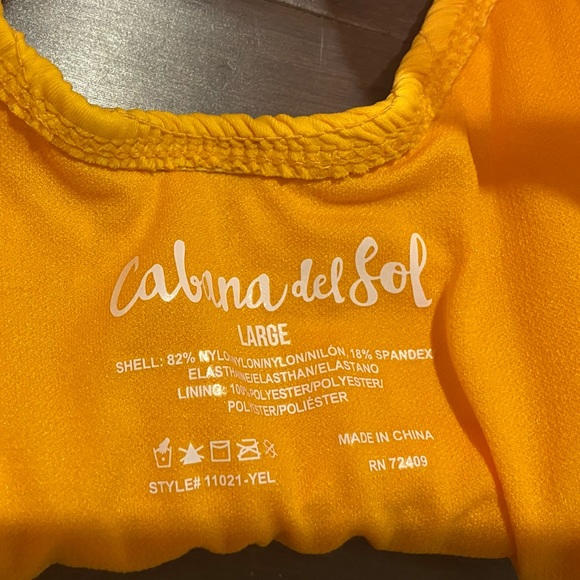 Cabana del Sol
LARGE
SHELL: 82% NYLON/NYLON/NYLON/NILÓN, 18% SPANDEX
ELASTHANE/ELASTHAN/ELASTANO
LINING: 100% POLYESTER/POLYESTER/
POLYESTER/POLIÉSTER
MADE IN CHINA
RN 72409
STYLE# 11021-YEL